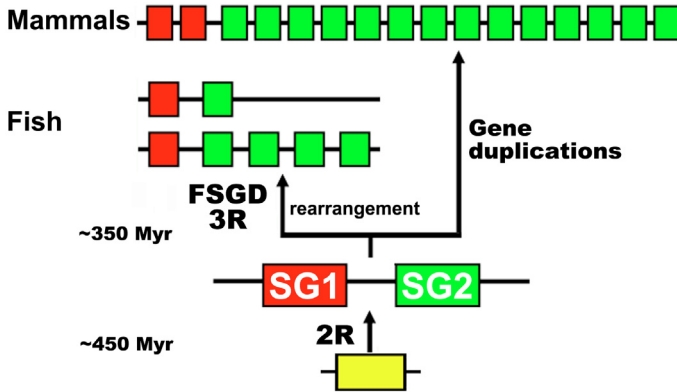 Mammals
Fish
Gene
duplications
FSGD
3R
rearrangement
~350 Myr
SG1
SG2
2R
~450 Myr